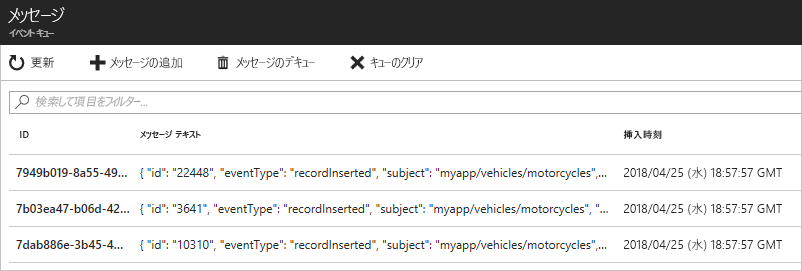 メッセージ
イベント キュー
更新 メッセージの追加 メッセージのデキュー キューのクリア
検索して項目をフィルター...
ID メッセージ テキスト 挿入時刻
7949b019-8a55-49... { "id": "22448", "eventType": "recordInserted", "subject": "myapp/vehicles/motorcycles",... 2018/04/25 (水) 18:57:57 GMT
7b03ea47-b06d-42... { "id": "3641", "eventType": "recordInserted", "subject": "myapp/vehicles/motorcycles", "... 2018/04/25 (水) 18:57:57 GMT
7dab886e-3b45-4... { "id": "10310", "eventType": "recordInserted", "subject": "myapp/vehicles/motorcycles",... 2018/04/25 (水) 18:57:57 GMT